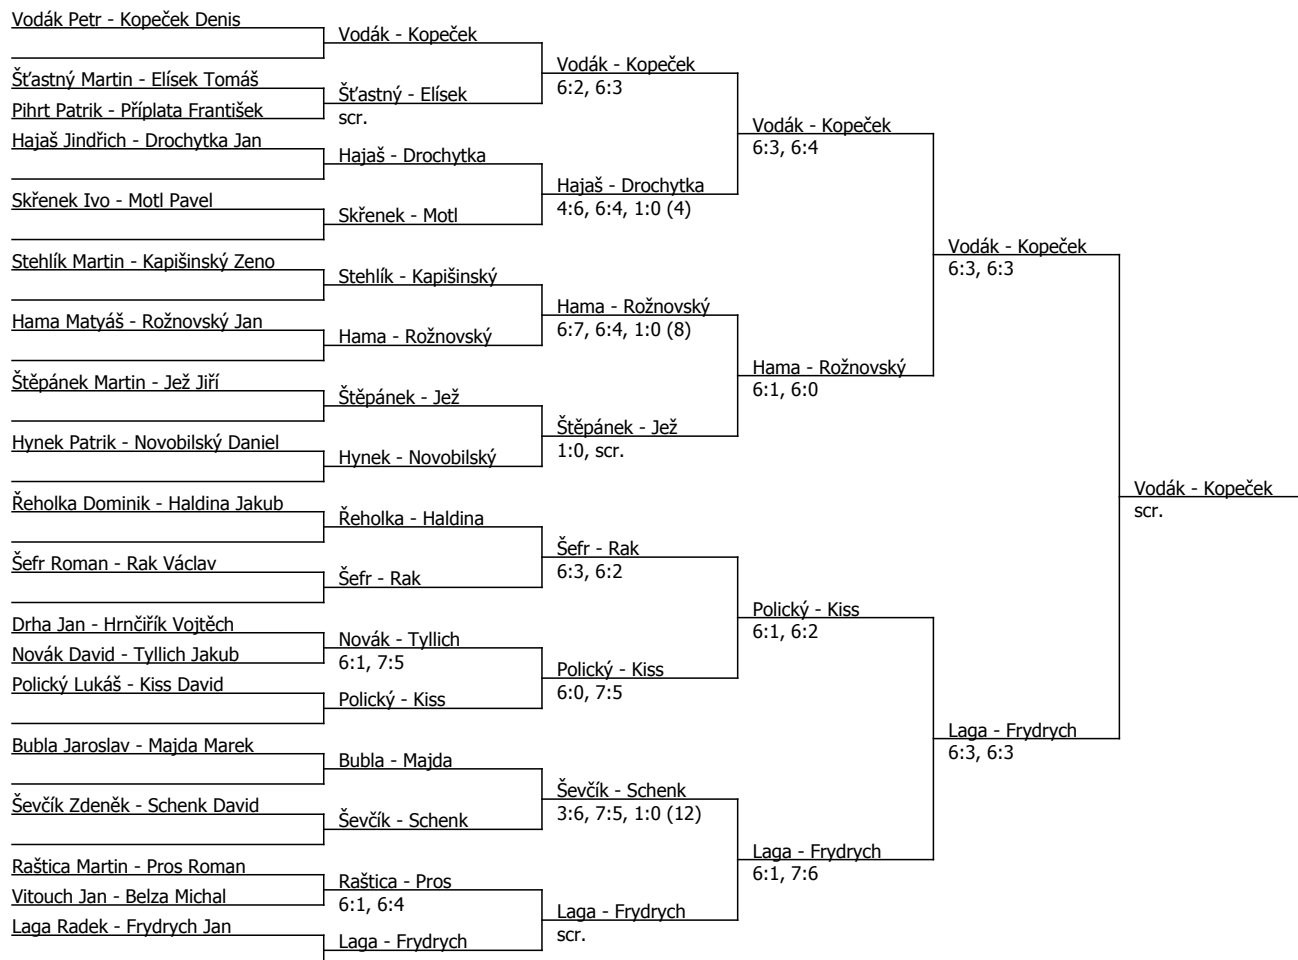 Vodák Petr - Kopeček Denis
Šťastný Martin - Elísek Tomáš
Pihrt Patrik - Příplata František
Hajaš Jindřich - Drochytka Jan
Skřenek Ivo - Motl Pavel
Stehlík Martin - Kapišinský Zeno
Hama Matyáš - Rožnovský Jan
Štěpánek Martin - Jež Jiří
Hynek Patrik - Novobilský Daniel
Řeholka Dominik - Haldina Jakub
Šefr Roman - Rak Václav
Drha Jan - Hrnčiřík Vojtěch
Novák David - Tyllich Jakub
Polický Lukáš - Kiss David
Bubla Jaroslav - Majda Marek
Ševčík Zdeněk - Schenk David
Raštica Martin - Pros Roman
Vitouch Jan - Belza Michal
Laga Radek - Frydrych Jan
Vodák - Kopeček
Šťastný - Elísek
scr.
Hajaš - Drochytka
Skřenek - Motl
Stehlík - Kapišinský
Hama - Rožnovský
Štěpánek - Jež
Hynek - Novobilský
Řeholka - Haldina
Šefr - Rak
Novák - Tyllich
6:1, 7:5
Polický - Kiss
Bubla - Majda
Ševčík - Schenk
Raštica - Pros
6:1, 6:4
Laga - Frydrych
Vodák - Kopeček
6:2, 6:3
Hajaš - Drochytka
4:6, 6:4, 1:0 (4)
Hama - Rožnovský
6:7, 6:4, 1:0 (8)
Štěpánek - Jež
1:0, scr.
Šefr - Rak
6:3, 6:2
Polický - Kiss
6:0, 7:5
Ševčík - Schenk
3:6, 7:5, 1:0 (12)
Laga - Frydrych
scr.
Vodák - Kopeček
6:3, 6:4
Hama - Rožnovský
6:1, 6:0
Polický - Kiss
6:1, 6:2
Laga - Frydrych
6:1, 7:6
Vodák - Kopeček
6:3, 6:3
Laga - Frydrych
6:3, 6:3
Vodák - Kopeček
scr.